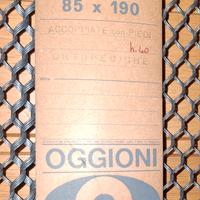 85 x 190
ACCOPPIATE con PIEDI
h. 40
ORTOPEDICHE
OGGIONI